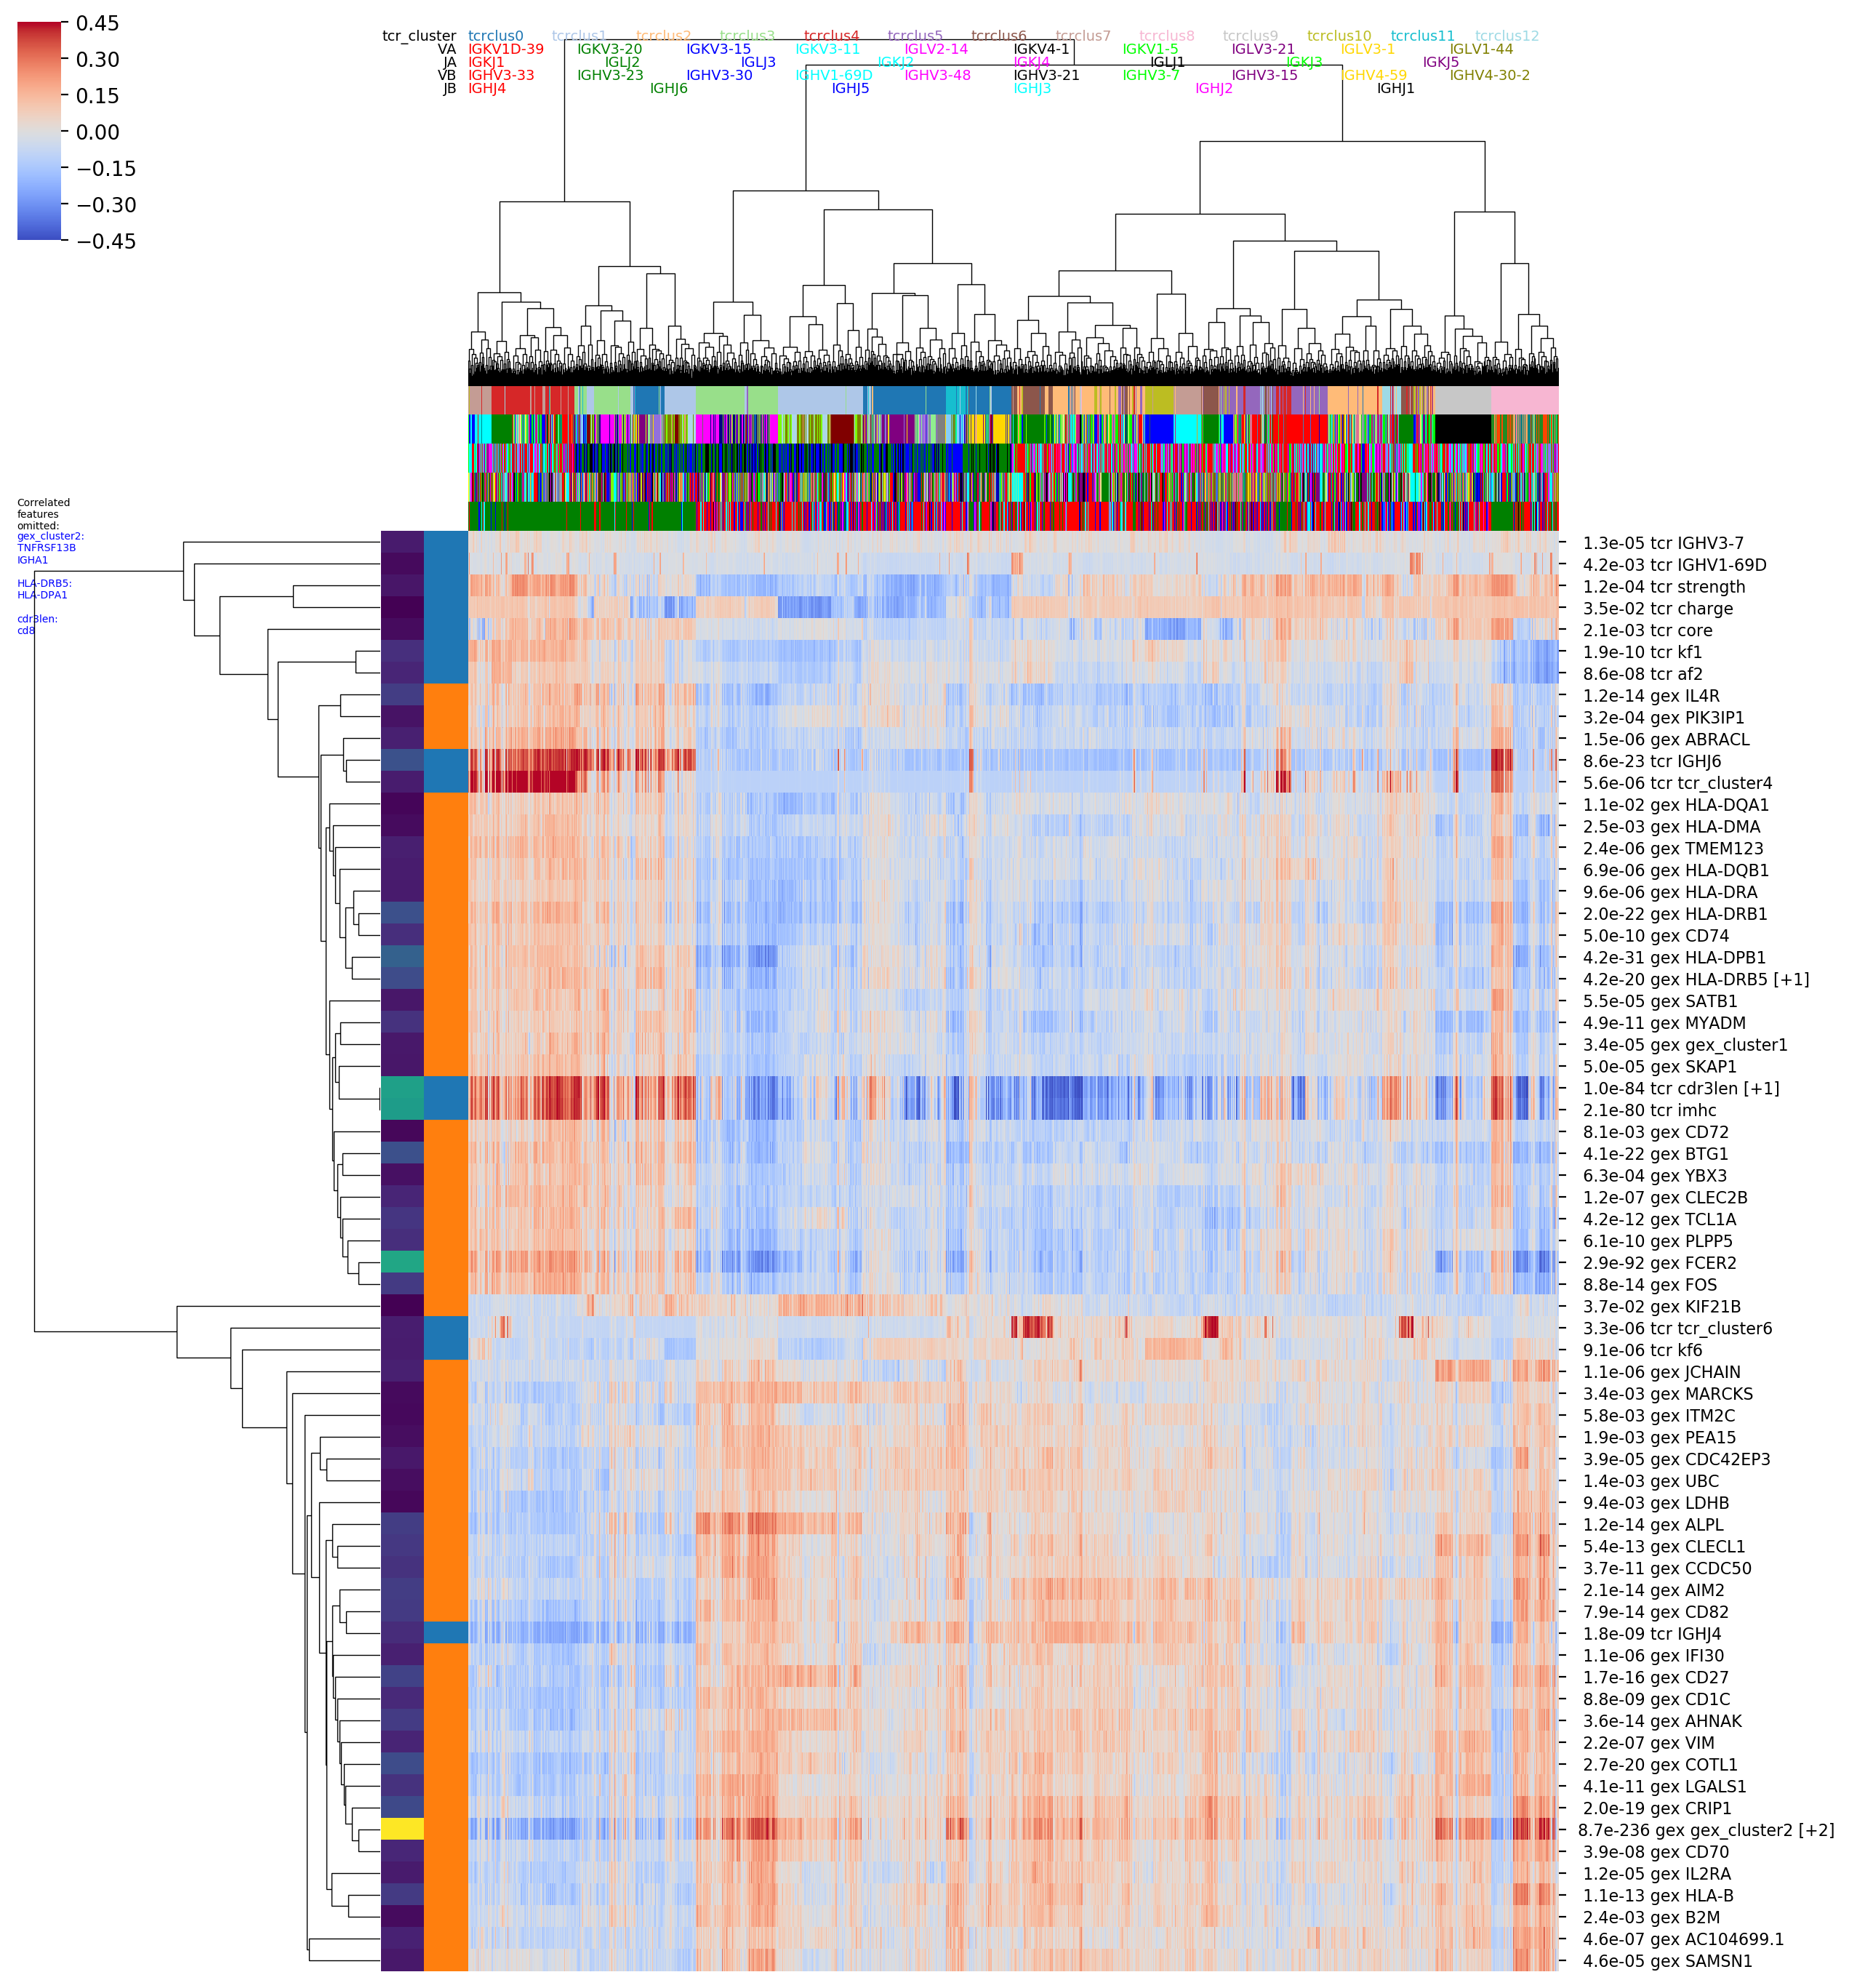 0.45
0.30
0.15
0.00
−0.15
−0.30
−0.45
tcr_cluster tcrclus0 tcrclus1 tcrclus2 tcrclus3 tcrclus4 tcrclus5 tcrclus6 tcrclus7 tcrclus8 tcrclus9 tcrclus10 tcrclus11 tcrclus12
VA IGKV1D-39 IGKV3-20 IGKV3-15 IGKV3-11 IGLV2-14 IGKV4-1 IGKV1-5 IGLV3-21 IGLV3-1 IGLV1-44
JA IGKJ1 IGLJ2 IGLJ3 IGKJ2 IGKJ4 IGLJ1 IGKJ3 IGKJ5
VB IGHV3-33 IGHV3-23 IGHV3-30 IGHV1-69D IGHV3-48 IGHV3-21 IGHV3-7 IGHV3-15 IGHV4-59 IGHV4-30-2
JB IGHJ4 IGHJ6 IGHJ5 IGHJ3 IGHJ2 IGHJ1
Correlated
features
omitted:
gex_cluster2:
TNFRSF13B
IGHA1
HLA-DRB5:
HLA-DPA1
cdr3len:
cd8
1.3e-05 tcr IGHV3-7
4.2e-03 tcr IGHV1-69D
1.2e-04 tcr strength
3.5e-02 tcr charge
2.1e-03 tcr core
1.9e-10 tcr kf1
8.6e-08 tcr af2
1.2e-14 gex IL4R
3.2e-04 gex PIK3IP1
1.5e-06 gex ABRACL
8.6e-23 tcr IGHJ6
5.6e-06 tcr tcr_cluster4
1.1e-02 gex HLA-DQA1
2.5e-03 gex HLA-DMA
2.4e-06 gex TMEM123
6.9e-06 gex HLA-DQB1
9.6e-06 gex HLA-DRA
2.0e-22 gex HLA-DRB1
5.0e-10 gex CD74
4.2e-31 gex HLA-DPB1
4.2e-20 gex HLA-DRB5 [+1]
5.5e-05 gex SATB1
4.9e-11 gex MYADM
3.4e-05 gex gex_cluster1
5.0e-05 gex SKAP1
1.0e-84 tcr cdr3len [+1]
2.1e-80 tcr imhc
8.1e-03 gex CD72
4.1e-22 gex BTG1
6.3e-04 gex YBX3
1.2e-07 gex CLEC2B
4.2e-12 gex TCL1A
6.1e-10 gex PLPP5
2.9e-92 gex FCER2
8.8e-14 gex FOS
3.7e-02 gex KIF21B
3.3e-06 tcr tcr_cluster6
9.1e-06 tcr kf6
1.1e-06 gex JCHAIN
3.4e-03 gex MARCKS
5.8e-03 gex ITM2C
1.9e-03 gex PEA15
3.9e-05 gex CDC42EP3
1.4e-03 gex UBC
9.4e-03 gex LDHB
1.2e-14 gex ALPL
5.4e-13 gex CLECL1
3.7e-11 gex CCDC50
2.1e-14 gex AIM2
7.9e-14 gex CD82
1.8e-09 tcr IGHJ4
1.1e-06 gex IFI30
1.7e-16 gex CD27
8.8e-09 gex CD1C
3.6e-14 gex AHNAK
2.2e-07 gex VIM
2.7e-20 gex COTL1
4.1e-11 gex LGALS1
2.0e-19 gex CRIP1
8.7e-236 gex gex_cluster2 [+2]
3.9e-08 gex CD70
1.2e-05 gex IL2RA
1.1e-13 gex HLA-B
2.4e-03 gex B2M
4.6e-07 gex AC104699.1
4.6e-05 gex SAMSN1